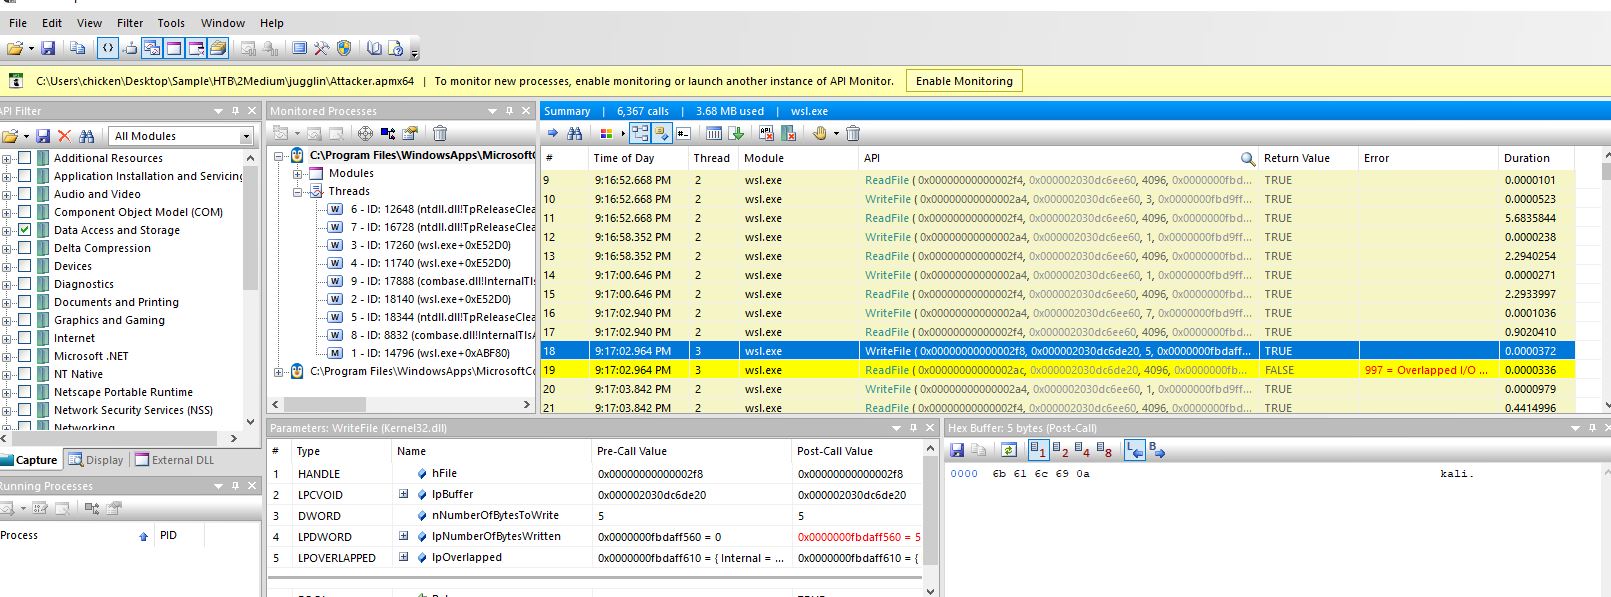 File Edit View Filter Tools Window Help
C:\Users\chicken\Desktop\Sample\HTB\2Medium\jugglin\Attacker.apmx64 | To monitor new processes, enable monitoring or launch another instance of API Monitor. Enable Monitoring
API Filter
All Modules
Additional Resources
Application Installation and Servicing
Audio and Video
Component Object Model (COM)
Data Access and Storage
Delta Compression
Devices
Diagnostics
Documents and Printing
Graphics and Gaming
Internet
Microsoft .NET
NT Native
Netscape Portable Runtime
Network Security Services (NSS)
Networking
Capture Display External DLL
Running Processes
Process PID
Monitored Processes
C:\Program Files\WindowsApps\MicrosoftC
Modules
Threads
6 - ID: 12648 (ntdll.dll!TpReleaseClea
7 - ID: 16728 (ntdll.dll!TpReleaseClea
3 - ID: 17260 (wsl.exe+0xE52D0)
4 - ID: 11740 (wsl.exe+0xE52D0)
9 - ID: 17888 (combase.dll!InternalTIs
2 - ID: 18140 (wsl.exe+0xE52D0)
5 - ID: 18344 (ntdll.dll!TpReleaseClea
8 - ID: 8832 (combase.dll!InternalTIsA
1 - ID: 14796 (wsl.exe+0xABF80)
C:\Program Files\WindowsApps\MicrosoftCo
Summary | 6,367 calls | 3.68 MB used | wsl.exe
# Time of Day Thread Module API Return Value Error Duration
9 9:16:52.668 PM 2 wsl.exe ReadFile ( 0x00000000000002f4, 0x000002030dc6ee60, 4096, 0x0000000fbd... TRUE 0.0000101
10 9:16:52.668 PM 2 wsl.exe WriteFile ( 0x00000000000002a4, 0x000002030dc6ee60, 3, 0x0000000fbd9ff... TRUE 0.0000523
11 9:16:52.668 PM 2 wsl.exe ReadFile ( 0x00000000000002f4, 0x000002030dc6ee60, 4096, 0x0000000fbd... TRUE 5.6835844
12 9:16:58.352 PM 2 wsl.exe WriteFile ( 0x00000000000002a4, 0x000002030dc6ee60, 1, 0x0000000fbd9ff... TRUE 0.0000238
13 9:16:58.352 PM 2 wsl.exe ReadFile ( 0x00000000000002f4, 0x000002030dc6ee60, 4096, 0x0000000fbd... TRUE 2.2940254
14 9:17:00.646 PM 2 wsl.exe WriteFile ( 0x00000000000002a4, 0x000002030dc6ee60, 1, 0x0000000fbd9ff... TRUE 0.0000271
15 9:17:00.646 PM 2 wsl.exe ReadFile ( 0x00000000000002f4, 0x000002030dc6ee60, 4096, 0x0000000fbd... TRUE 2.2933997
16 9:17:02.940 PM 2 wsl.exe WriteFile ( 0x00000000000002a4, 0x000002030dc6ee60, 7, 0x0000000fbd9ff... TRUE 0.0001036
17 9:17:02.940 PM 2 wsl.exe ReadFile ( 0x00000000000002f4, 0x000002030dc6ee60, 4096, 0x0000000fbd... TRUE 0.9020410
18 9:17:02.964 PM 3 wsl.exe WriteFile ( 0x00000000000002f8, 0x000002030dc6de20, 5, 0x0000000fbdaff... TRUE 0.0000372
19 9:17:02.964 PM 3 wsl.exe ReadFile ( 0x00000000000002ac, 0x000002030dc6de20, 4096, 0x0000000fb... FALSE 997 = Overlapped I/O ... 0.0000336
20 9:17:03.842 PM 2 wsl.exe WriteFile ( 0x00000000000002a4, 0x000002030dc6ee60, 1, 0x0000000fbd9ff... TRUE 0.0000979
21 9:17:03.842 PM 2 wsl.exe ReadFile ( 0x00000000000002f4, 0x000002030dc6ee60, 4096, 0x0000000fbd... TRUE 0.4414996
Parameters: WriteFile (Kernel32.dll)
# Type Name Pre-Call Value Post-Call Value
1 HANDLE hFile 0x00000000000002f8 0x00000000000002f8
2 LPCVOID lpBuffer 0x000002030dc6de20 0x000002030dc6de20
3 DWORD nNumberOfBytesToWrite 5 5
4 LPDWORD lpNumberOfBytesWritten 0x0000000fbdaff560 = 0 0x0000000fbdaff560 = 5
5 LPOVERLAPPED lpOverlapped 0x0000000fbdaff610 = { Internal = ... 0x0000000fbdaff610 = {
Hex Buffer: 5 bytes (Post-Call)
1 2 4 8 L B
0000 6b 61 6c 69 0a kali.